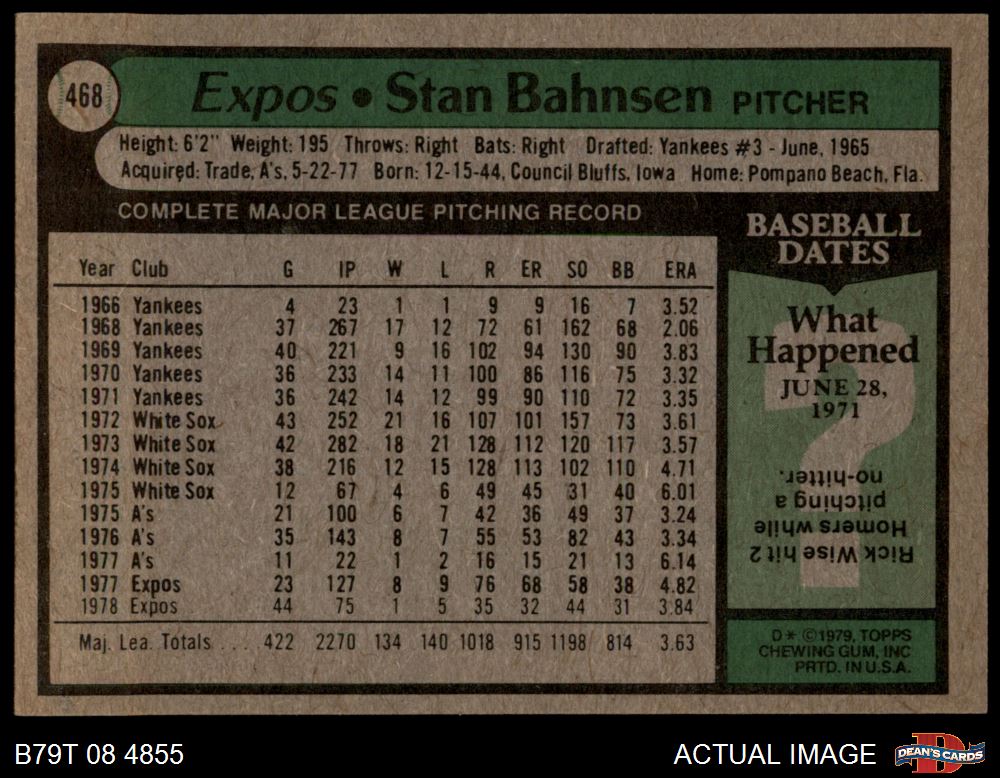 468
Expos • Stan Bahnsen PITCHER
Height: 6'2" Weight: 195 Throws: Right Bats: Right Drafted: Yankees #3 - June, 1965
Acquired: Trade, A's, 5-22-77 Born: 12-15-44, Council Bluffs, Iowa Home: Pompano Beach, Fla.
COMPLETE MAJOR LEAGUE PITCHING RECORD
Year Club G IP W L R ER SO BB ERA
1966 Yankees 4 23 1 1 9 9 16 7 3.52
1968 Yankees 37 267 17 12 72 61 162 68 2.06
1969 Yankees 40 221 9 16 102 94 130 90 3.83
1970 Yankees 36 233 14 11 100 86 116 75 3.32
1971 Yankees 36 242 14 12 99 90 110 72 3.35
1972 White Sox 43 252 21 16 107 101 157 73 3.61
1973 White Sox 42 282 18 21 128 112 120 117 3.57
1974 White Sox 38 216 12 15 128 113 102 110 4.71
1975 White Sox 12 67 4 6 49 45 31 40 6.01
1975 A's 21 100 6 7 42 36 49 37 3.24
1976 A's 35 143 8 7 55 53 82 43 3.34
1977 A's 11 22 1 2 16 15 21 13 6.14
1977 Expos 23 127 8 9 76 68 58 38 4.82
1978 Expos 44 75 1 5 35 32 44 31 3.84
Maj. Lea. Totals . . . . 422 2270 134 140 1018 915 1198 814 3.63
BASEBALL
DATES
What
Happened
JUNE 28,
1971
?
Rick Wise hit 2
Homers while
pitching a
no-hitter.
D* ©1979, TOPPS
CHEWING GUM, INC
PRTD. IN U.S.A.
B79T 08 4855
ACTUAL IMAGE
D
DEAN'S CARDS